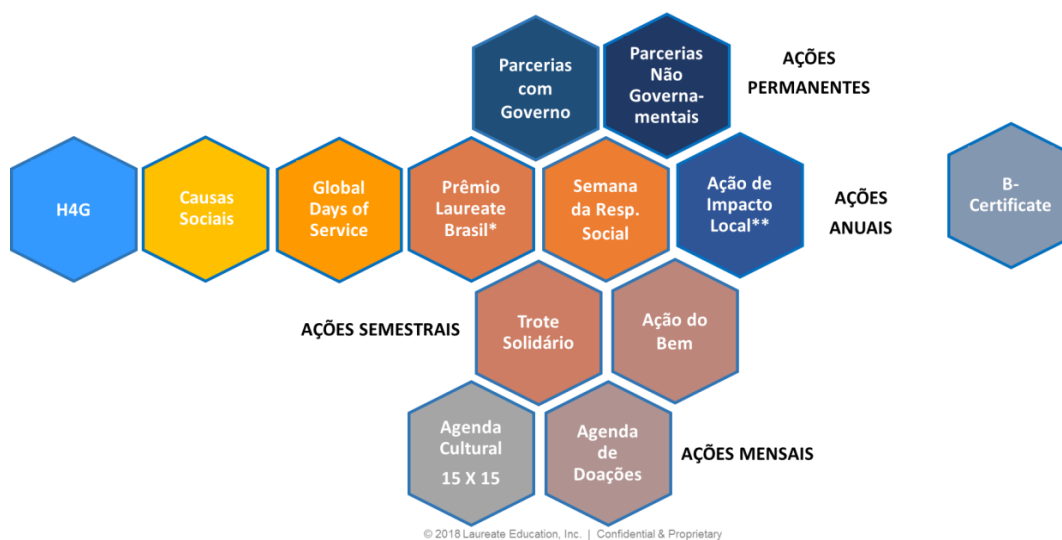 Parcerias
com
Governo
Parcerias
Não
Governa-
mentais
AÇÕES
PERMANENTES
H4G
Causas
Sociais
Global
Days of
Service
Prêmio
Laureate
Brasil*
Semana
da Resp.
Social
Ação de
Impacto
Local**
AÇÕES
ANUAIS
B-
Certificate
AÇÕES SEMESTRAIS
Trote
Solidário
Ação do
Bem
Agenda
Cultural
15 X 15
Agenda
de
Doações
AÇÕES MENSAIS
© 2018 Laureate Education, Inc. | Confidential & Proprietary